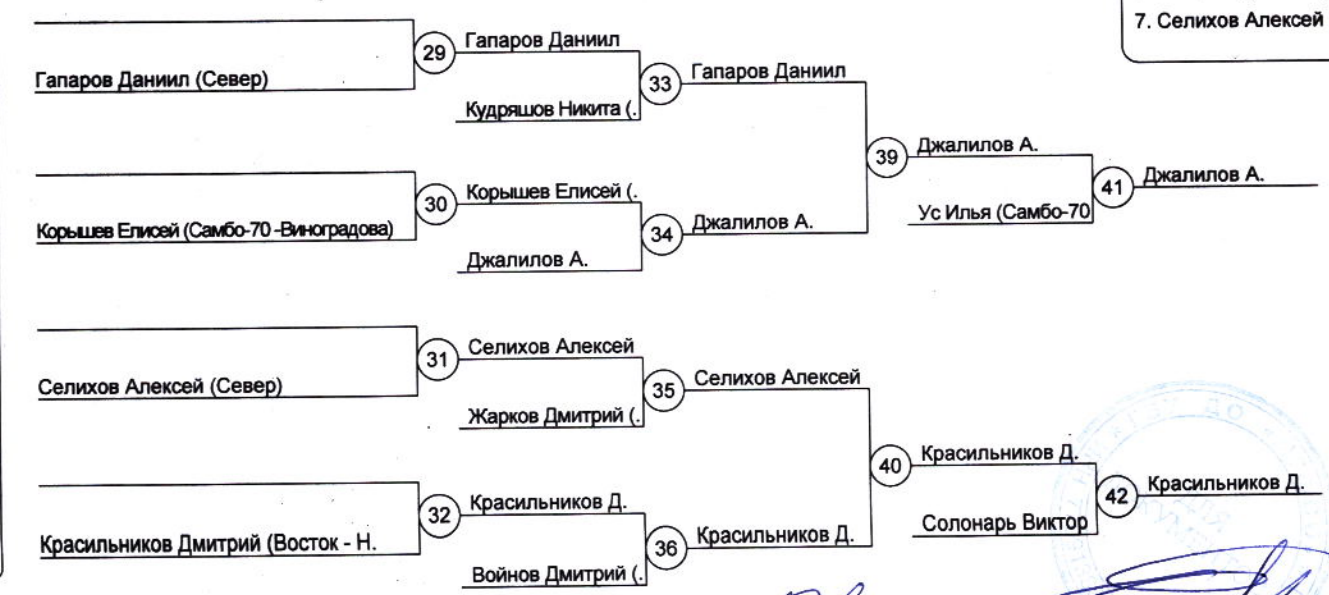 7. Селихов Алексей
29
Гапаров Даниил
Гапаров Даниил (Север)
33
Гапаров Даниил
Кудряшов Никита (.
39
Джалилов А.
30
Корышев Елисей (.
Корышев Елисей (Самбо-70 -Виноградова)
34
Джалилов А.
Джалилов А.
Ус Илья (Самбо-70
41
Джалилов А.
31
Селихов Алексей
Селихов Алексей (Север)
35
Селихов Алексей
Жарков Дмитрий (.
40
Красильников Д.
32
Красильников Д.
Красильников Дмитрий (Восток - Н.
36
Красильников Д.
Войнов Дмитрий (.
Солонарь Виктор
42
Красильников Д.